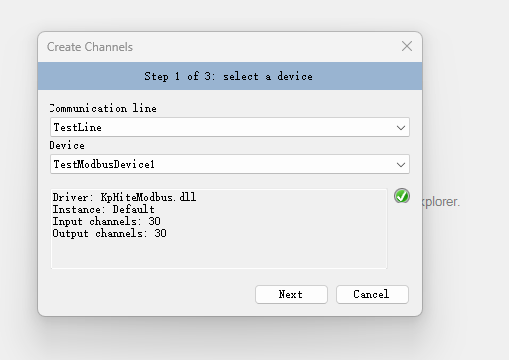 Create Channels
Step 1 of 3: select a device
Communication line
TestLine
Device
TestModbusDevice1
Driver: KpHiteModbus.dll
Instance: Default
Input channels: 30
Output channels: 30
xplorer.
Next
Cancel